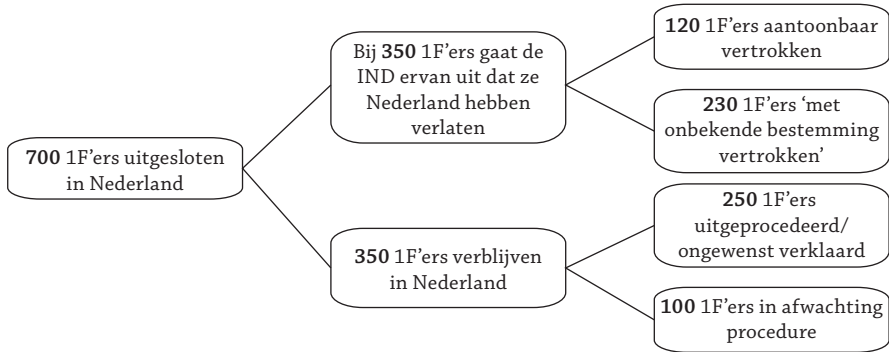 700 1F'ers uitgesloten
in Nederland
Bij 350 1F'ers gaat de
IND ervan uit dat ze
Nederland hebben
verlaten
120 1F'ers aantoonbaar
vertrokken
230 1F'ers ‘met
onbekende bestemming
vertrokken’
350 1F'ers verblijven
in Nederland
250 1F'ers
uitgeprocedeerd/
ongewenst verklaard
100 1F'ers in afwachting
procedure